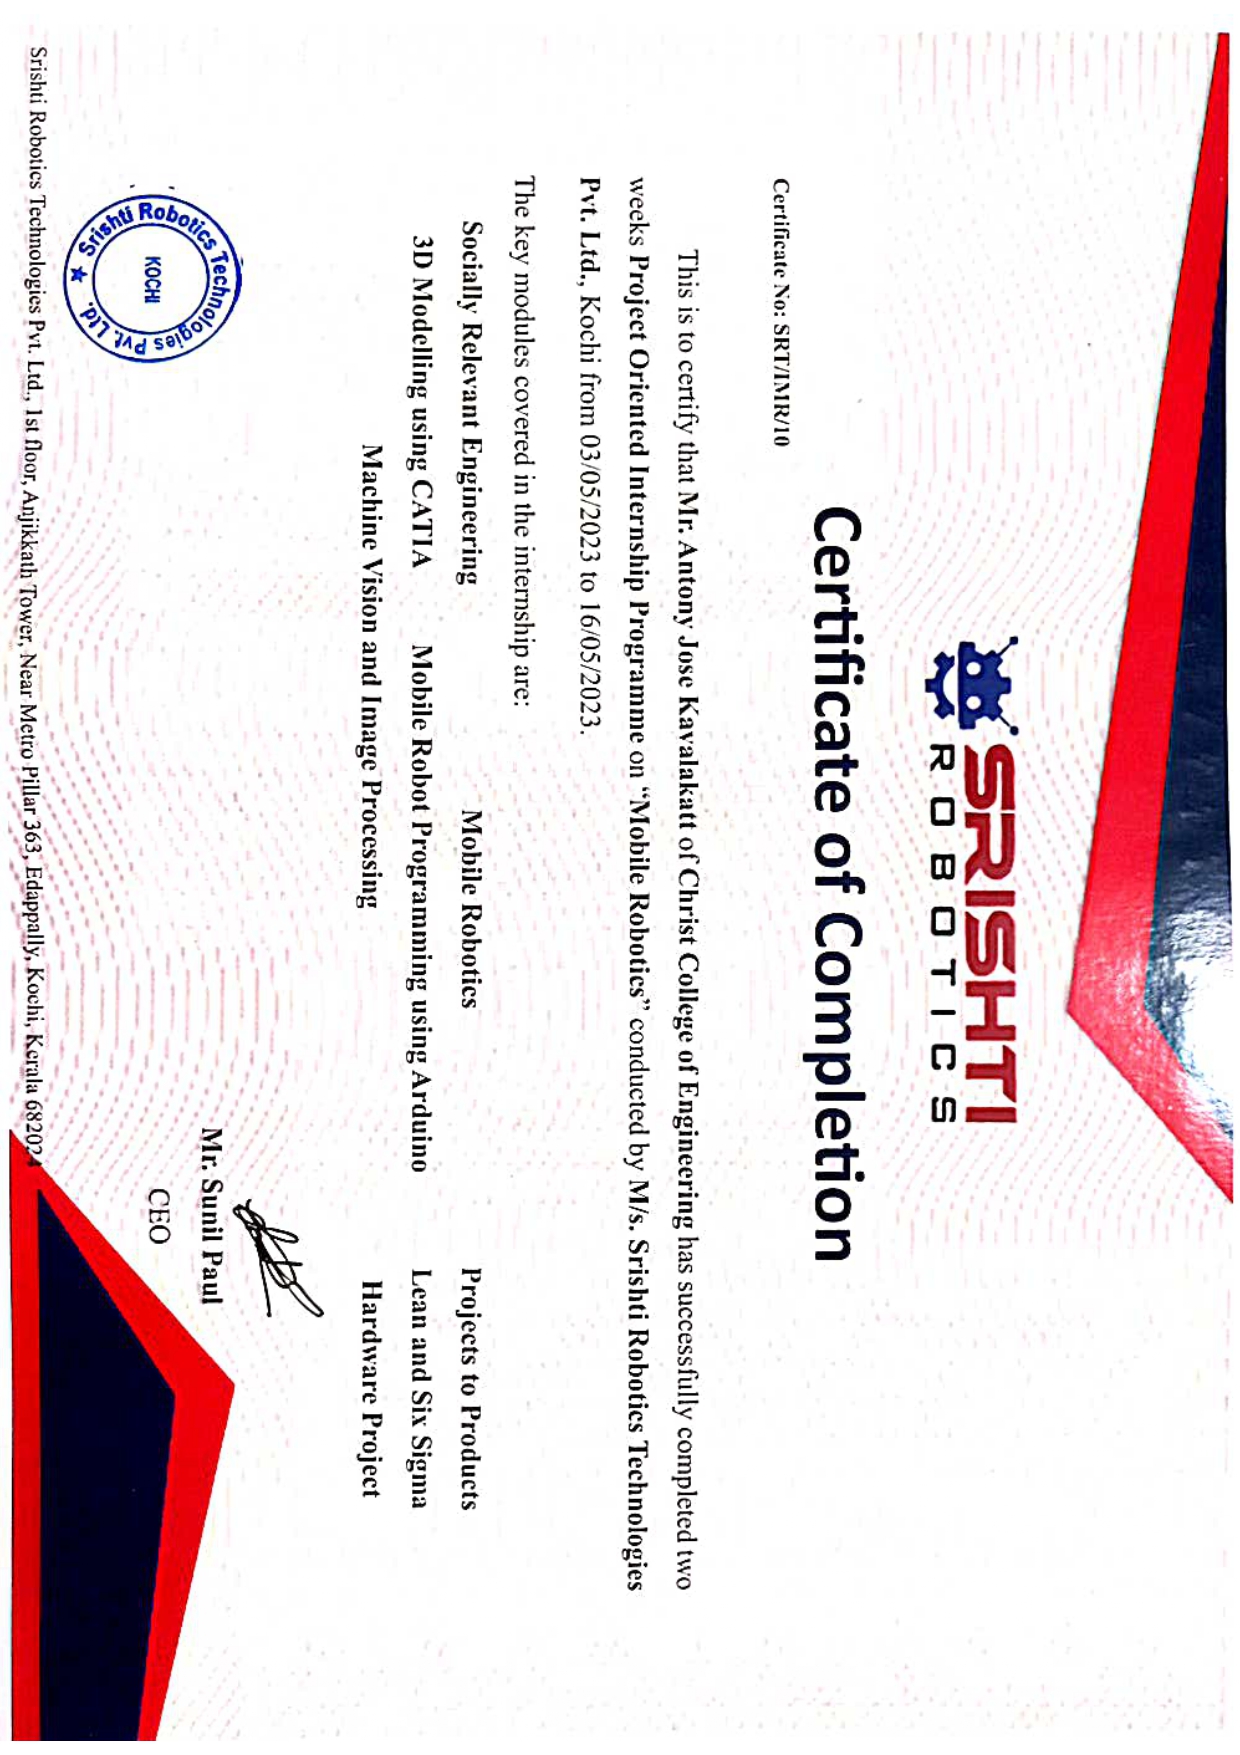 SRISHTI
ROBOTICS
Certificate of Completion
Certificate No: SRT/IMR/10
This is to certify that Mr. Antony Jose Kavalakatt of Christ College of Engineering has successfully completed two
weeks Project Oriented Internship Programme on “Mobile Robotics” conducted by M/s. Srishti Robotics Technologies
Pvt. Ltd., Kochi from 03/05/2023 to 16/05/2023.
The key modules covered in the internship are:
Socially Relevant Engineering Mobile Robotics Projects to Products
3D Modelling using CATIA Mobile Robot Programming using Arduino Lean and Six Sigma
Machine Vision and Image Processing Hardware Project
Mr. Sunil Paul
CEO
Srishti Robotics Technologies Pvt. Ltd.
KOCHI
Srishti Robotics Technologies Pvt. Ltd., 1st floor, Anjikkath Tower, Near Metro Pillar 363, Edappally, Kochi, Kerala 682024